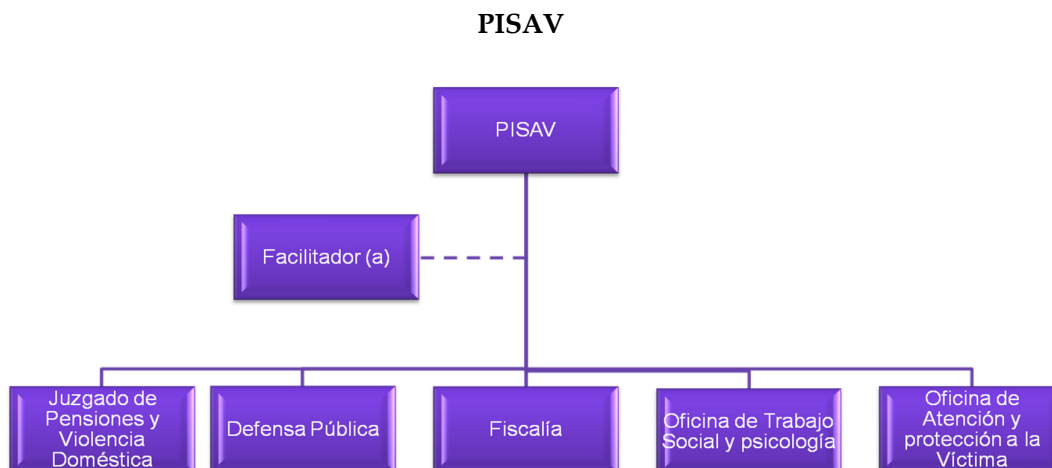 PISAV
PISAV
Facilitador (a)
Juzgado de
Pensiones y
Violencia
Doméstica
Defensa Pública
Fiscalía
Oficina de Trabajo
Social y psicología
Oficina de
Atención y
protección a la
Víctima